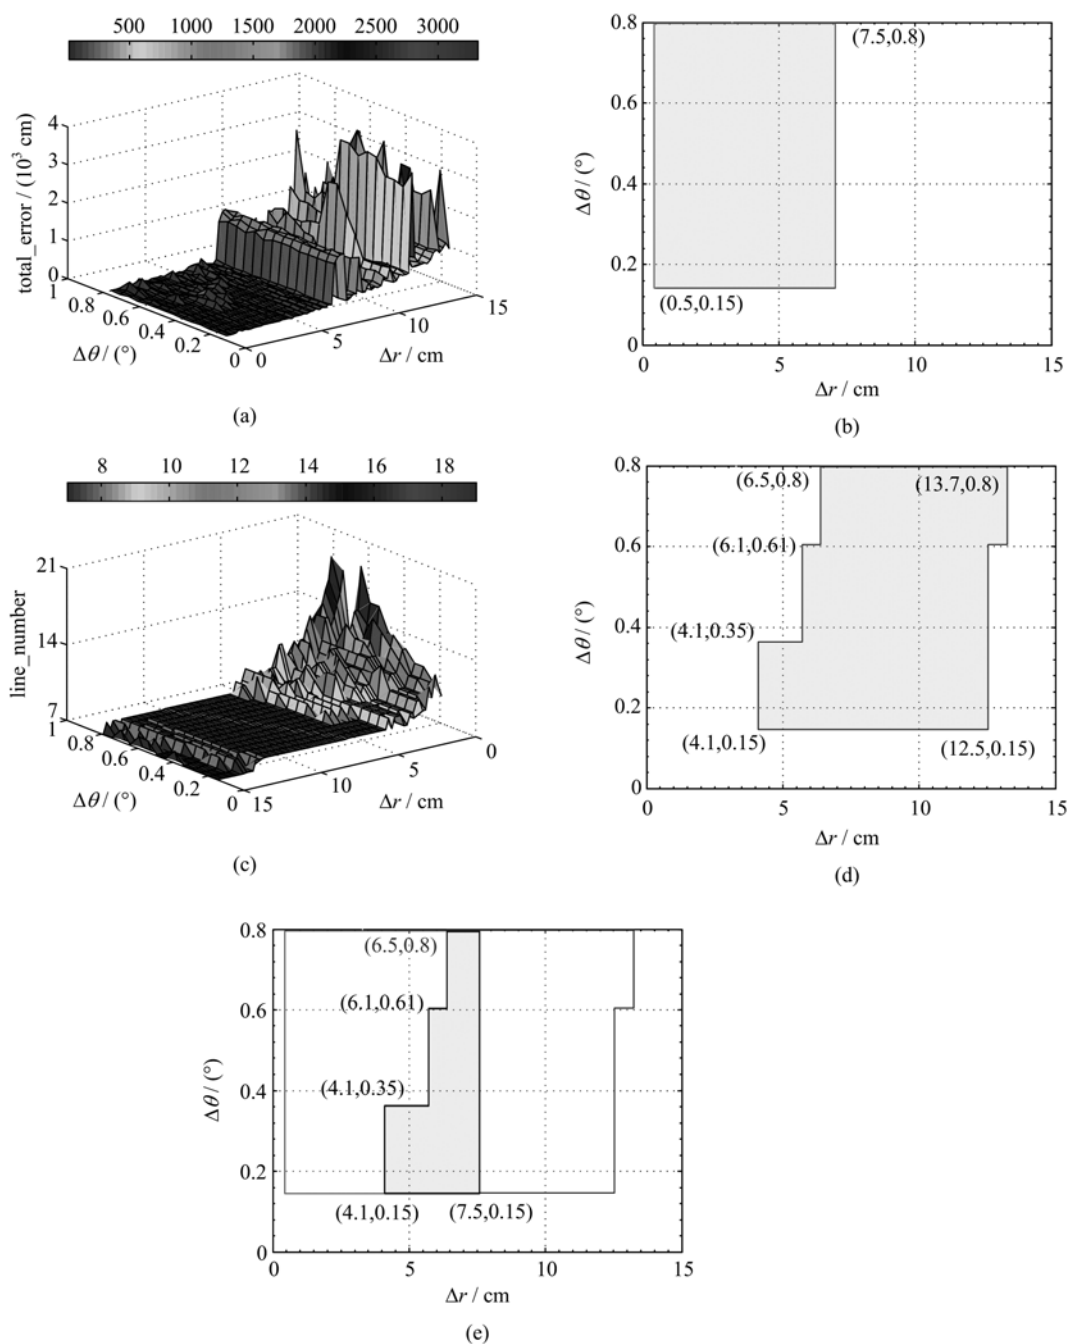 500 1000 1500 2000 2500 3000
total_error / (10³ cm)
4
3
2
1
0
1 0.8 0.6 0.4 0.2 0
Δθ / (°)
0 5 10 15
Δr / cm
(a)
0.8
0.6
0.4
0.2
0
Δθ / (°)
(7.5,0.8)
(0.5,0.15)
0 5 10 15
Δr / cm
(b)
8 10 12 14 16 18
line_number
21
14
7
1 0.8 0.6 0.4 0.2 0
Δθ / (°)
15 10 5 0
Δr / cm
(c)
0.8
0.6
0.4
0.2
0
Δθ / (°)
(6.5,0.8)
(13.7,0.8)
(6.1,0.61)
(4.1,0.35)
(4.1,0.15)
(12.5,0.15)
0 5 10 15
Δr / cm
(d)
0.8
0.6
0.4
0.2
0
Δθ / (°)
(6.5,0.8)
(6.1,0.61)
(4.1,0.35)
(4.1,0.15)
(7.5,0.15)
0 5 10 15
Δr / cm
(e)